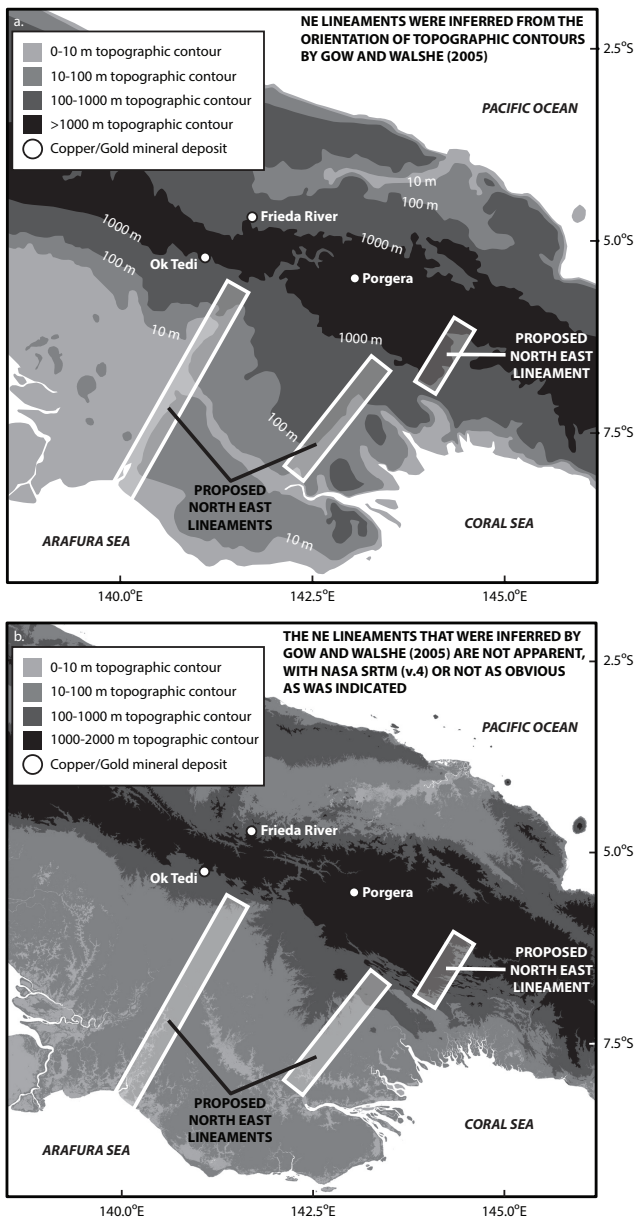 a.
NE LINEAMENTS WERE INFERRED FROM THE
ORIENTATION OF TOPOGRAPHIC CONTOURS
BY GOW AND WALSHE (2005)
0-10 m topographic contour
10-100 m topographic contour
100-1000 m topographic contour
>1000 m topographic contour
Copper/Gold mineral deposit
2.5°S
PACIFIC OCEAN
10 m
100 m
Frieda River
1000 m
1000 m
5.0°S
100 m
Ok Tedi
Porgera
10 m
1000 m
PROPOSED
NORTH EAST
LINEAMENT
100 m
7.5°S
PROPOSED
NORTH EAST
LINEAMENTS
ARAFURA SEA
10 m
CORAL SEA
140.0°E
142.5°E
145.0°E
b.
THE NE LINEAMENTS THAT WERE INFERRED BY
GOW AND WALSHE (2005) ARE NOT APPARENT,
WITH NASA SRTM (v.4) OR NOT AS OBVIOUS
AS WAS INDICATED
0-10 m topographic contour
10-100 m topographic contour
100-1000 m topographic contour
1000-2000 m topographic contour
Copper/Gold mineral deposit
2.5°S
PACIFIC OCEAN
Frieda River
5.0°S
Ok Tedi
Porgera
PROPOSED
NORTH EAST
LINEAMENT
7.5°S
PROPOSED
NORTH EAST
LINEAMENTS
ARAFURA SEA
CORAL SEA
140.0°E
142.5°E
145.0°E